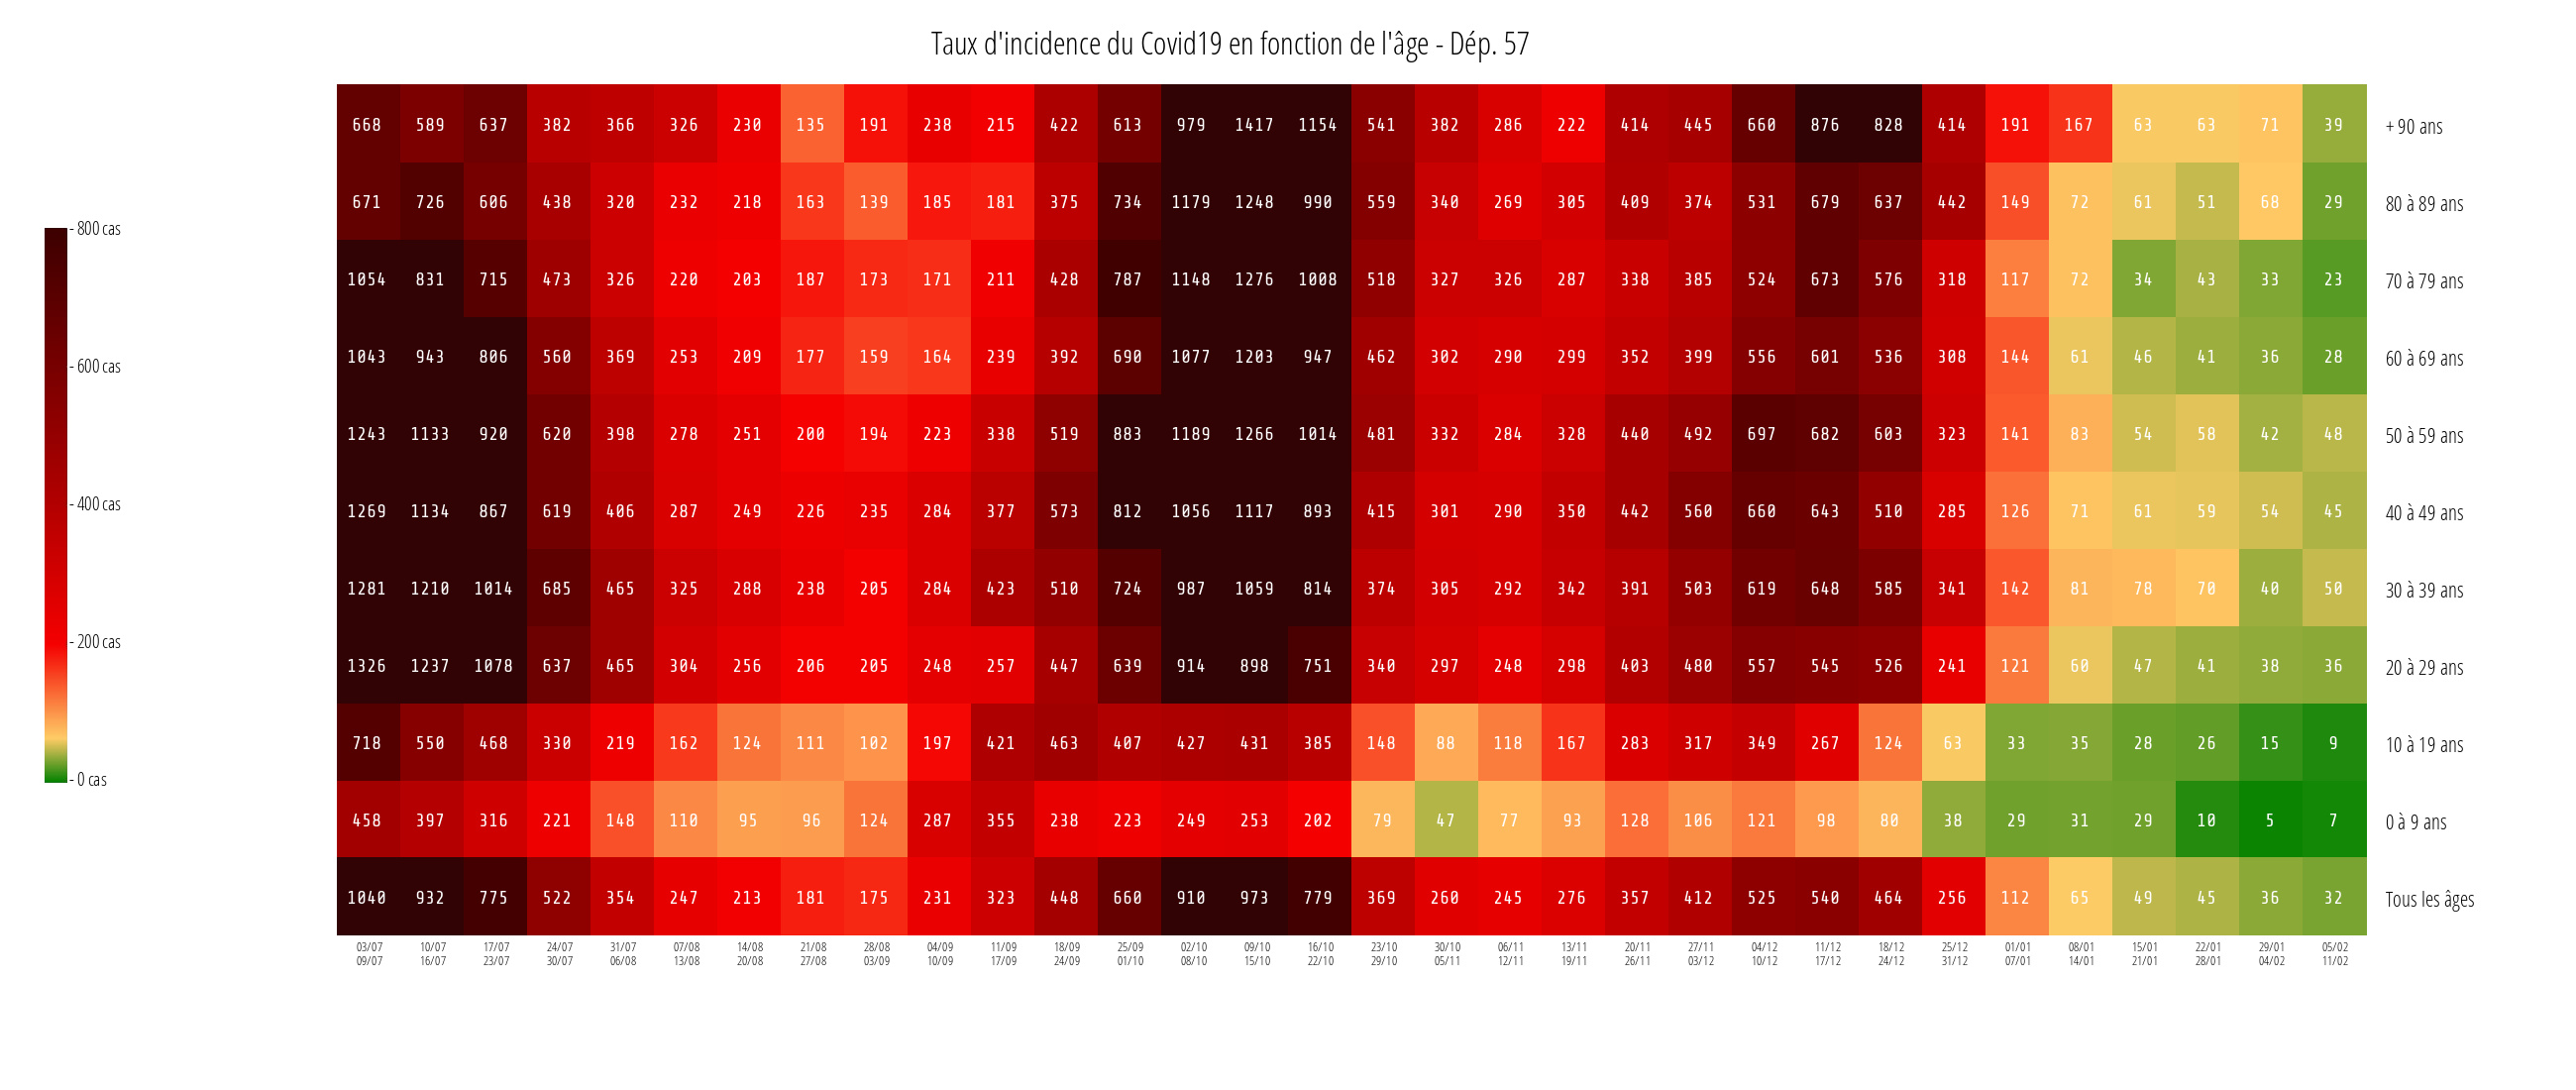 Taux d'incidence du Covid19 en fonction de l'âge - Dép. 57
- 800 cas
- 600 cas
- 400 cas
- 200 cas
- 0 cas
668 589 637 382 366 326 230 135 191 238 215 422 613 979 1417 1154 541 382 286 222 414 445 660 876 828 414 191 167 63 63 71 39 + 90 ans
671 726 606 438 320 232 218 163 139 185 181 375 734 1179 1248 990 559 340 269 305 409 374 531 679 637 442 149 72 61 51 68 29 80 à 89 ans
1054 831 715 473 326 220 203 187 173 171 211 428 787 1148 1276 1008 518 327 326 287 338 385 524 673 576 318 117 72 34 43 33 23 70 à 79 ans
1043 943 806 560 369 253 209 177 159 164 239 392 690 1077 1203 947 462 302 290 299 352 399 556 601 536 308 144 61 46 41 36 28 60 à 69 ans
1243 1133 920 620 398 278 251 200 194 223 338 519 883 1189 1266 1014 481 332 284 328 440 492 697 682 603 323 141 83 54 58 42 48 50 à 59 ans
1269 1134 867 619 406 287 249 226 235 284 377 573 812 1056 1117 893 415 301 290 350 442 560 660 643 510 285 126 71 61 59 54 45 40 à 49 ans
1281 1210 1014 685 465 325 288 238 205 284 423 510 724 987 1059 814 374 305 292 342 391 503 619 648 585 341 142 81 78 70 40 50 30 à 39 ans
1326 1237 1078 637 465 304 256 206 205 248 257 447 639 914 898 751 340 297 248 298 403 480 557 545 526 241 121 60 47 41 38 36 20 à 29 ans
718 550 468 330 219 162 124 111 102 197 421 463 407 427 431 385 148 88 118 167 283 317 349 267 124 63 33 35 28 26 15 9 10 à 19 ans
458 397 316 221 148 110 95 96 124 287 355 238 223 249 253 202 79 47 77 93 128 106 121 98 80 38 29 31 29 10 5 7 0 à 9 ans
1040 932 775 522 354 247 213 181 175 231 323 448 660 910 973 779 369 260 245 276 357 412 525 540 464 256 112 65 49 45 36 32 Tous les âges
03/07 10/07 17/07 24/07 31/07 07/08 14/08 21/08 28/08 04/09 11/09 18/09 25/09 02/10 09/10 16/10 23/10 30/10 06/11 13/11 20/11 27/11 04/12 11/12 18/12 25/12 01/01 08/01 15/01 22/01 29/01 05/02
09/07 16/07 23/07 30/07 06/08 13/08 20/08 27/08 03/09 10/09 17/09 24/09 01/10 08/10 15/10 22/10 29/10 05/11 12/11 19/11 26/11 03/12 10/12 17/12 24/12 31/12 07/01 14/01 21/01 28/01 04/02 11/02